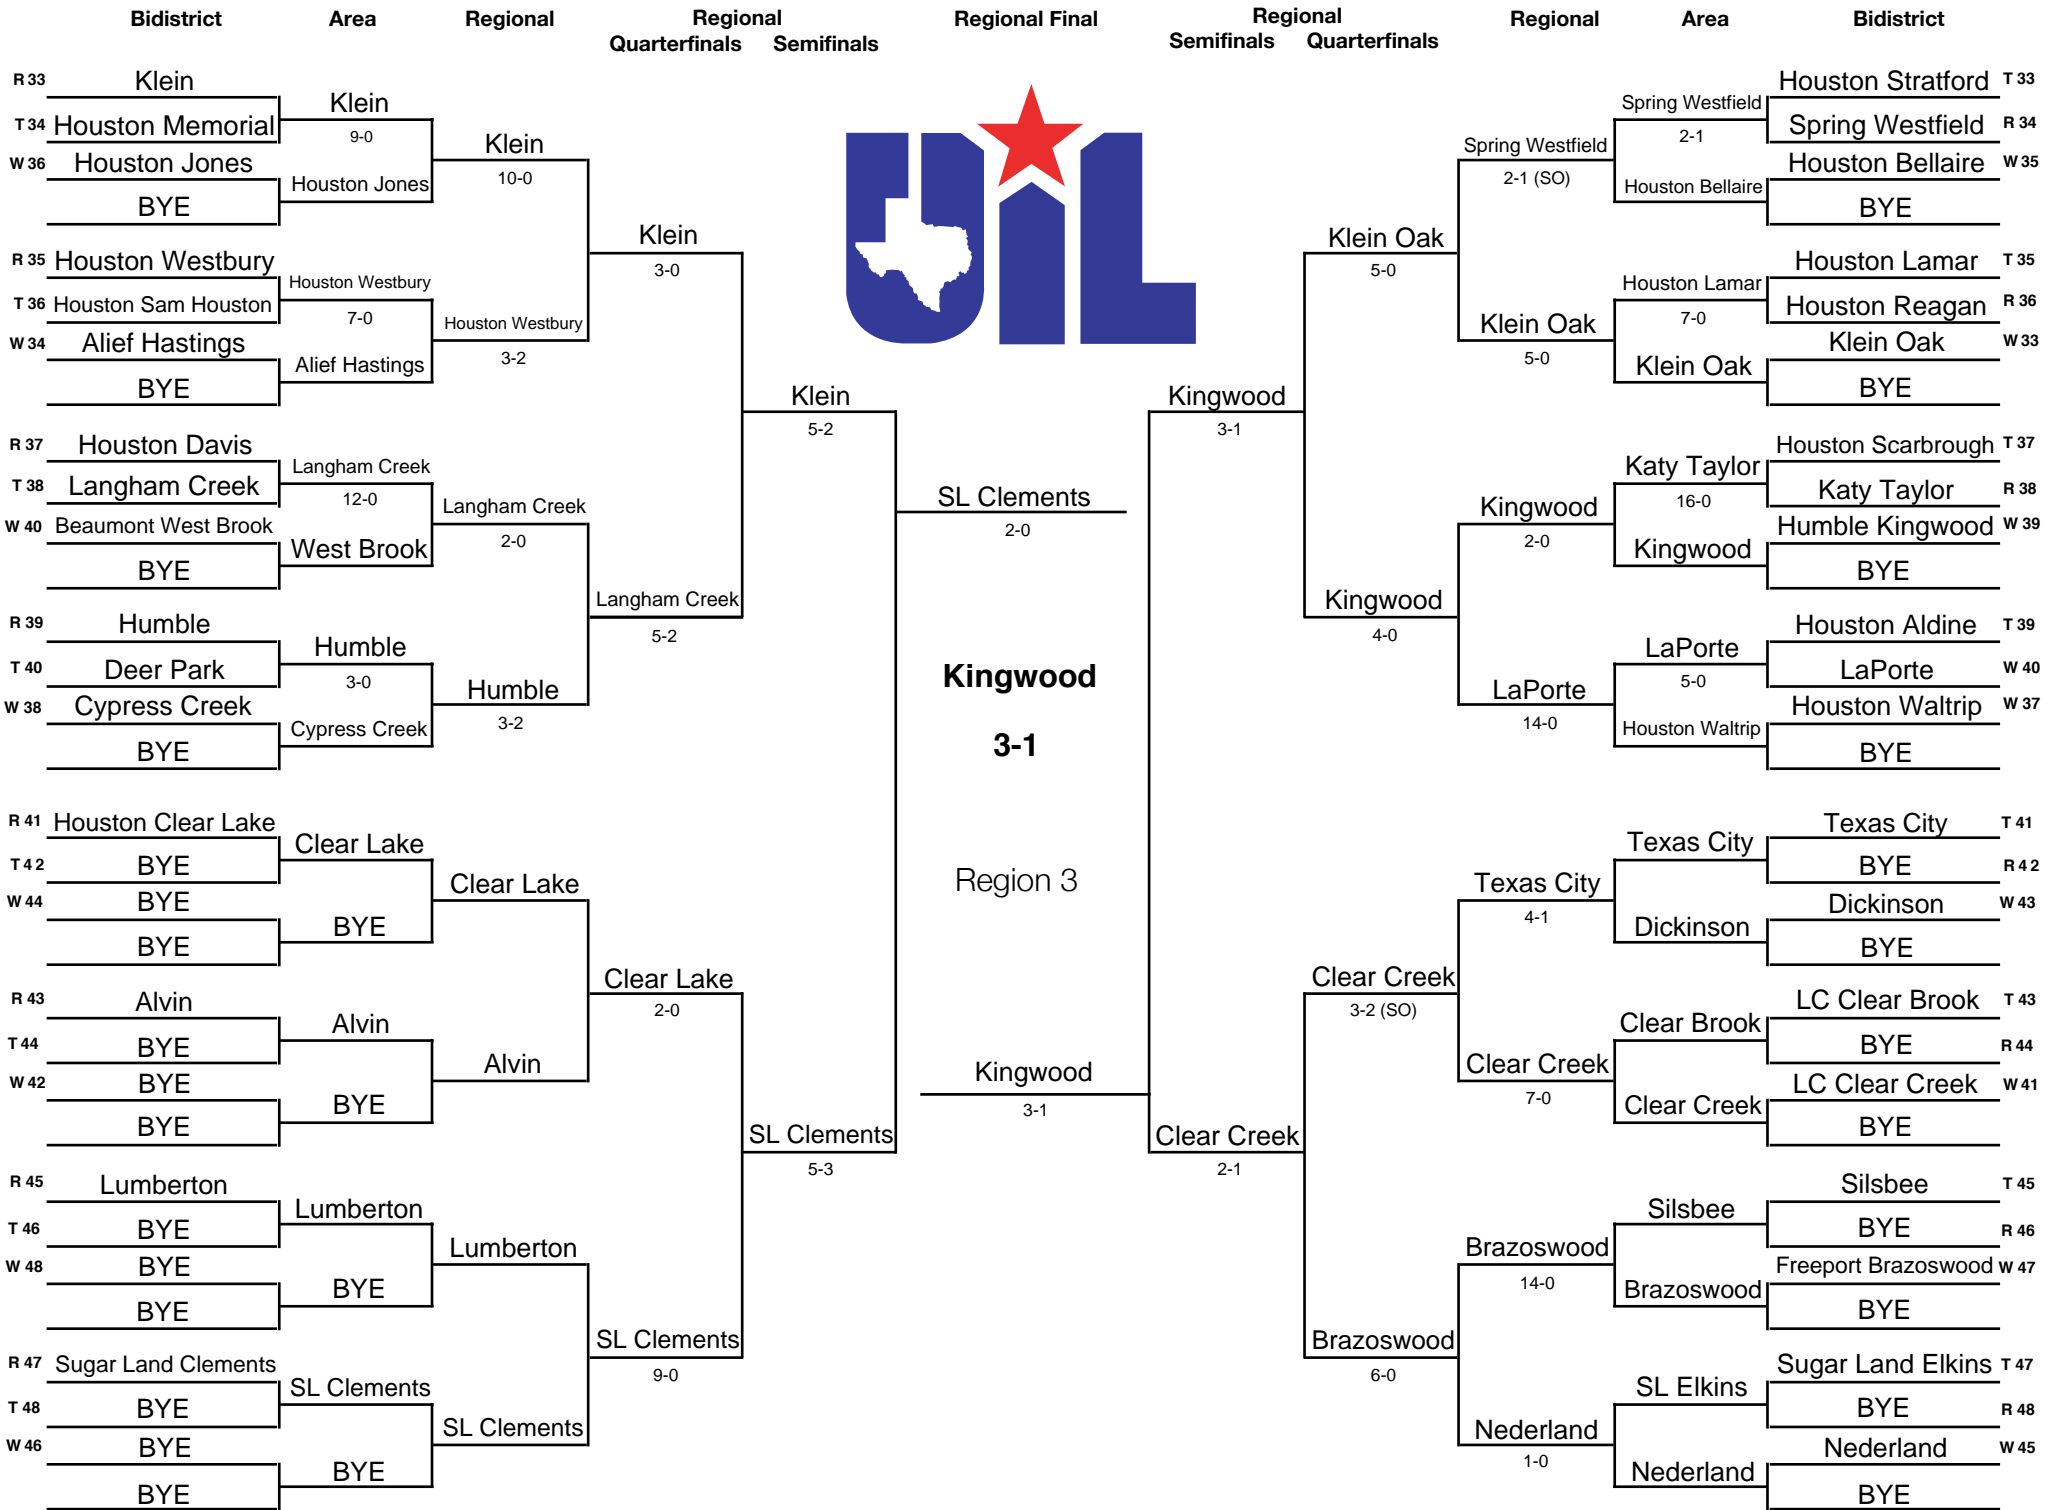 Bidistrict Area Regional Regional Regional Final Regional Regional Area Bidistrict
Quarterfinals Semifinals Semifinals Quarterfinals
R 33 Klein
Klein
T 34 Houston Memorial
9-0
Klein
W 36 Houston Jones
10-0
Houston Jones
BYE
Klein
3-0
R 35 Houston Westbury
Houston Westbury
T 36 Houston Sam Houston
7-0
Houston Westbury
W 34 Alief Hastings
3-2
Alief Hastings
BYE
Klein
5-2
R 37 Houston Davis
Langham Creek
T 38 Langham Creek
12-0
Langham Creek
W 40 Beaumont West Brook
2-0
West Brook
BYE
Langham Creek
5-2
R 39 Humble
Humble
T 40 Deer Park
3-0
Humble
W 38 Cypress Creek
3-2
Cypress Creek
BYE
SL Clements
2-0
R 41 Houston Clear Lake
Clear Lake
T 4 2 BYE
Clear Lake
W 44 BYE
BYE
BYE
Clear Lake
2-0
R 43 Alvin
Alvin
T 44 BYE
Alvin
W 42 BYE
BYE
BYE
SL Clements
5-3
R 45 Lumberton
Lumberton
T 46 BYE
Lumberton
W 48 BYE
BYE
BYE
SL Clements
9-0
R 47 Sugar Land Clements
SL Clements
T 48 BYE
SL Clements
W 46 BYE
BYE
BYE
UIL
Kingwood
3-1
Region 3
Kingwood
3-1
Houston Stratford T 33
Spring Westfield
Spring Westfield R 34
2-1
Spring Westfield
Houston Bellaire W 35
2-1 (SO)
Houston Bellaire
BYE
Klein Oak
5-0
Houston Lamar T 35
Houston Lamar
Houston Reagan R 36
7-0
Klein Oak
Klein Oak W 33
5-0
Klein Oak
BYE
Kingwood
3-1
Houston Scarbrough T 37
Katy Taylor
Katy Taylor R 38
16-0
Kingwood
Humble Kingwood W 39
2-0
Kingwood
BYE
Kingwood
4-0
Houston Aldine T 39
LaPorte
LaPorte W 40
5-0
LaPorte
Houston Waltrip W 37
14-0
Houston Waltrip
BYE
Texas City T 41
Texas City
BYE R 4 2
Texas City
Dickinson W 43
4-1
Dickinson
BYE
Clear Creek
3-2 (SO)
LC Clear Brook T 43
Clear Brook
BYE R 44
Clear Creek
LC Clear Creek W 41
7-0
Clear Creek
BYE
Clear Creek
2-1
Silsbee T 45
Silsbee
BYE R 46
Brazoswood
Freeport Brazoswood W 47
14-0
Brazoswood
BYE
Brazoswood
6-0
Sugar Land Elkins T 47
SL Elkins
BYE R 48
Nederland
Nederland W 45
1-0
Nederland
BYE